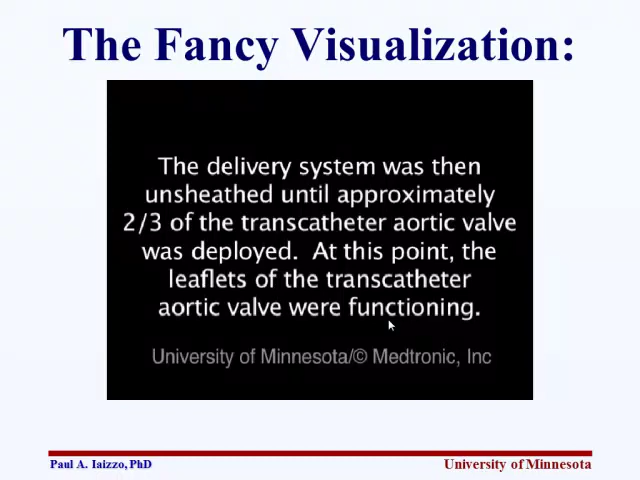 The Fancy Visualization:
The delivery system was then
unsheathed until approximately
2/3 of the transcatheter aortic valve
was deployed.  At this point, the
leaflets of the transcatheter
aortic valve were functioning.
University of Minnesota/© Medtronic, Inc
Paul A. Iaizzo, PhD
University of Minnesota